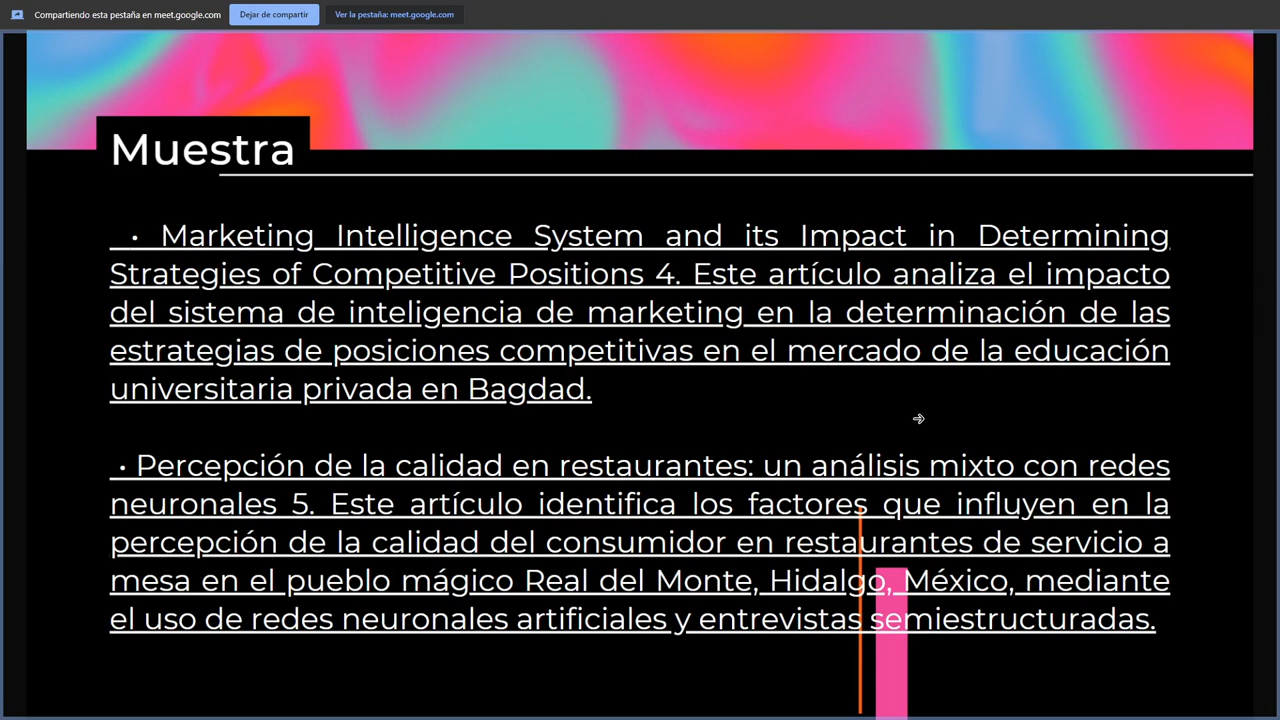 Compartiendo esta pestaña en meet.google.com
Dejar de compartir
Ver la pestaña: meet.google.com
Muestra
• Marketing Intelligence System and its Impact in Determining
Strategies of Competitive Positions 4. Este artículo analiza el impacto
del sistema de inteligencia de marketing en la determinación de las
estrategias de posiciones competitivas en el mercado de la educación
universitaria privada en Bagdad.
• Percepción de la calidad en restaurantes: un análisis mixto con redes
neuronales 5. Este artículo identifica los factores que influyen en la
percepción de la calidad del consumidor en restaurantes de servicio a
mesa en el pueblo mágico Real del Monte, Hidalgo, México, mediante
el uso de redes neuronales artificiales y entrevistas semiestructuradas.